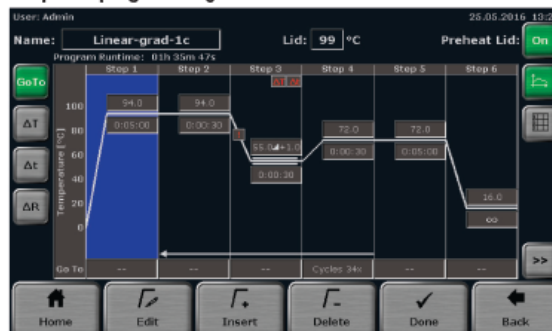 User: Admin 25.05.2016
Name: Linear-grad-1c Lid: 99 °C Preheat Lid: On
Program Runtime: 01h 35m 47s
GoTo Step 1 Step 2 Step 3 Step 4 Step 5 Step 6
ΔT Δt
100 94.0 94.0
ΔT 80 0:05:00 0:00:30 72.0 72.0
60 55.0 +1.0 0:00:30 0:05:00
Δt Temperature [°C] 40 0:00:30
ΔR 20 16.0
0 ∞
Go To -- -- -- Cycles 34x -- -- >>
Home Edit Insert Delete Done Back